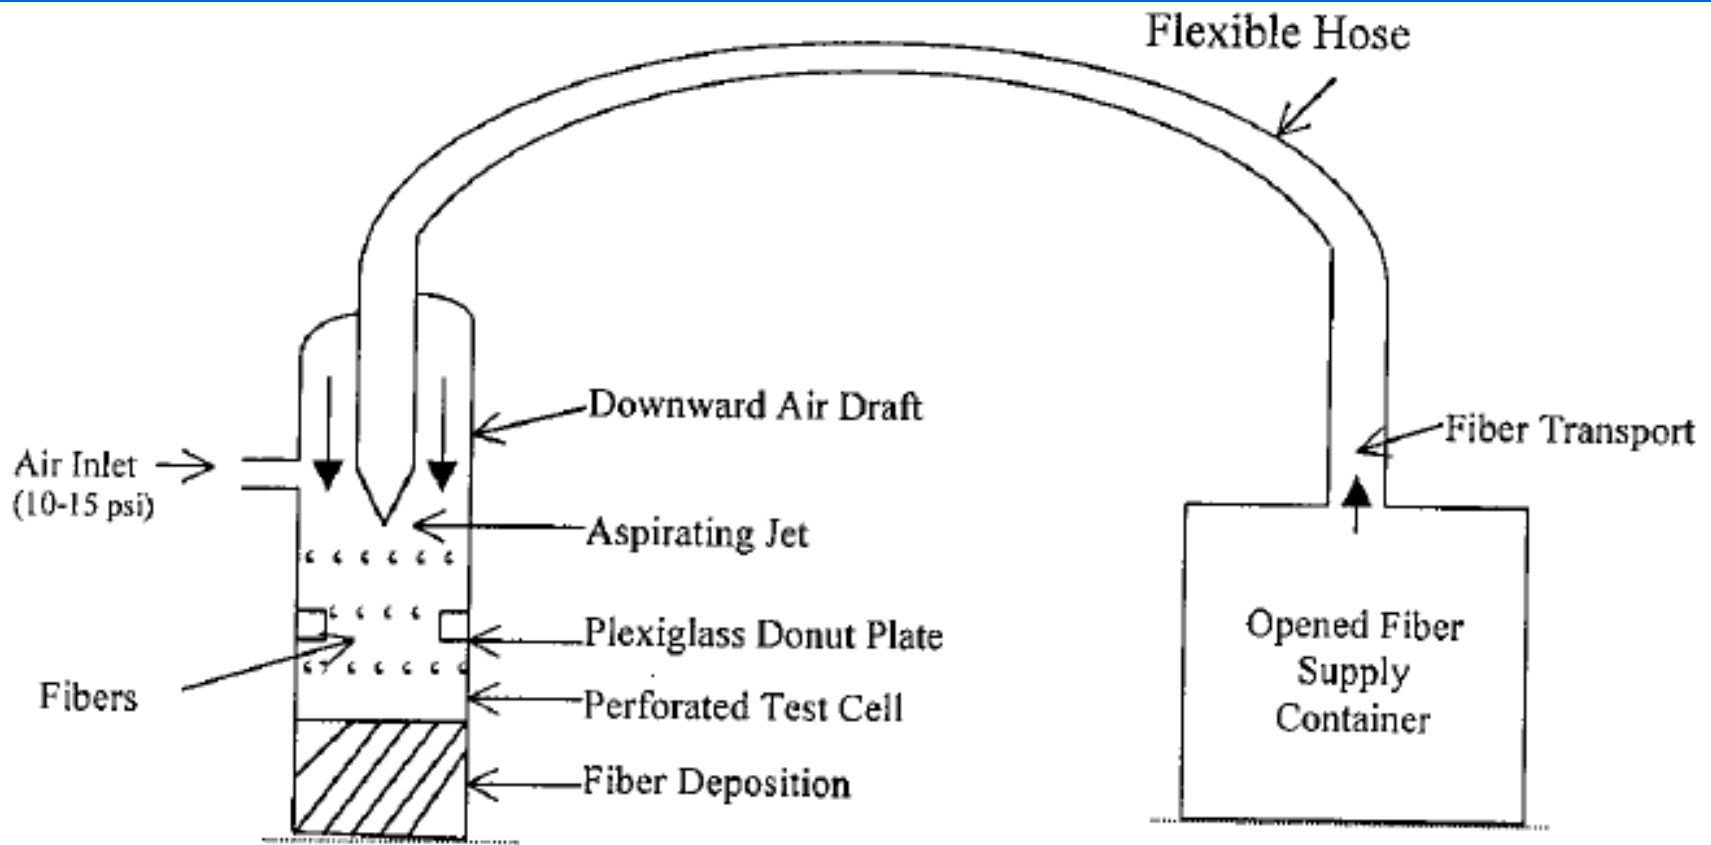 Flexible Hose
Downward Air Draft
Fiber Transport
Air Inlet
(10-15 psi)
Aspirating Jet
Plexiglass Donut Plate
Opened Fiber
Supply
Container
Fibers
Perforated Test Cell
Fiber Deposition